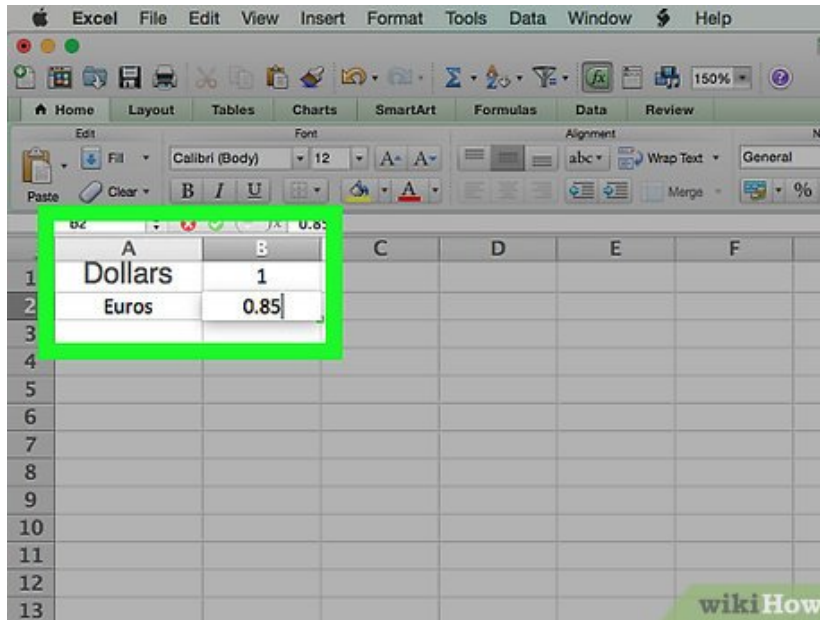 Excel File Edit View Insert Format Tools Data Window Help
150%
Home Layout Tables Charts SmartArt Formulas Data Review
Edit Font Alignment
Fill Calibri (Body) 12 A A abc Wrap Text General
Paste Clear B I U A Merge %
B2 0.85
A B C D E F
1 Dollars 1
2 Euros 0.85
3
4
5
6
7
8
9
10
11
12
13
wikiHow